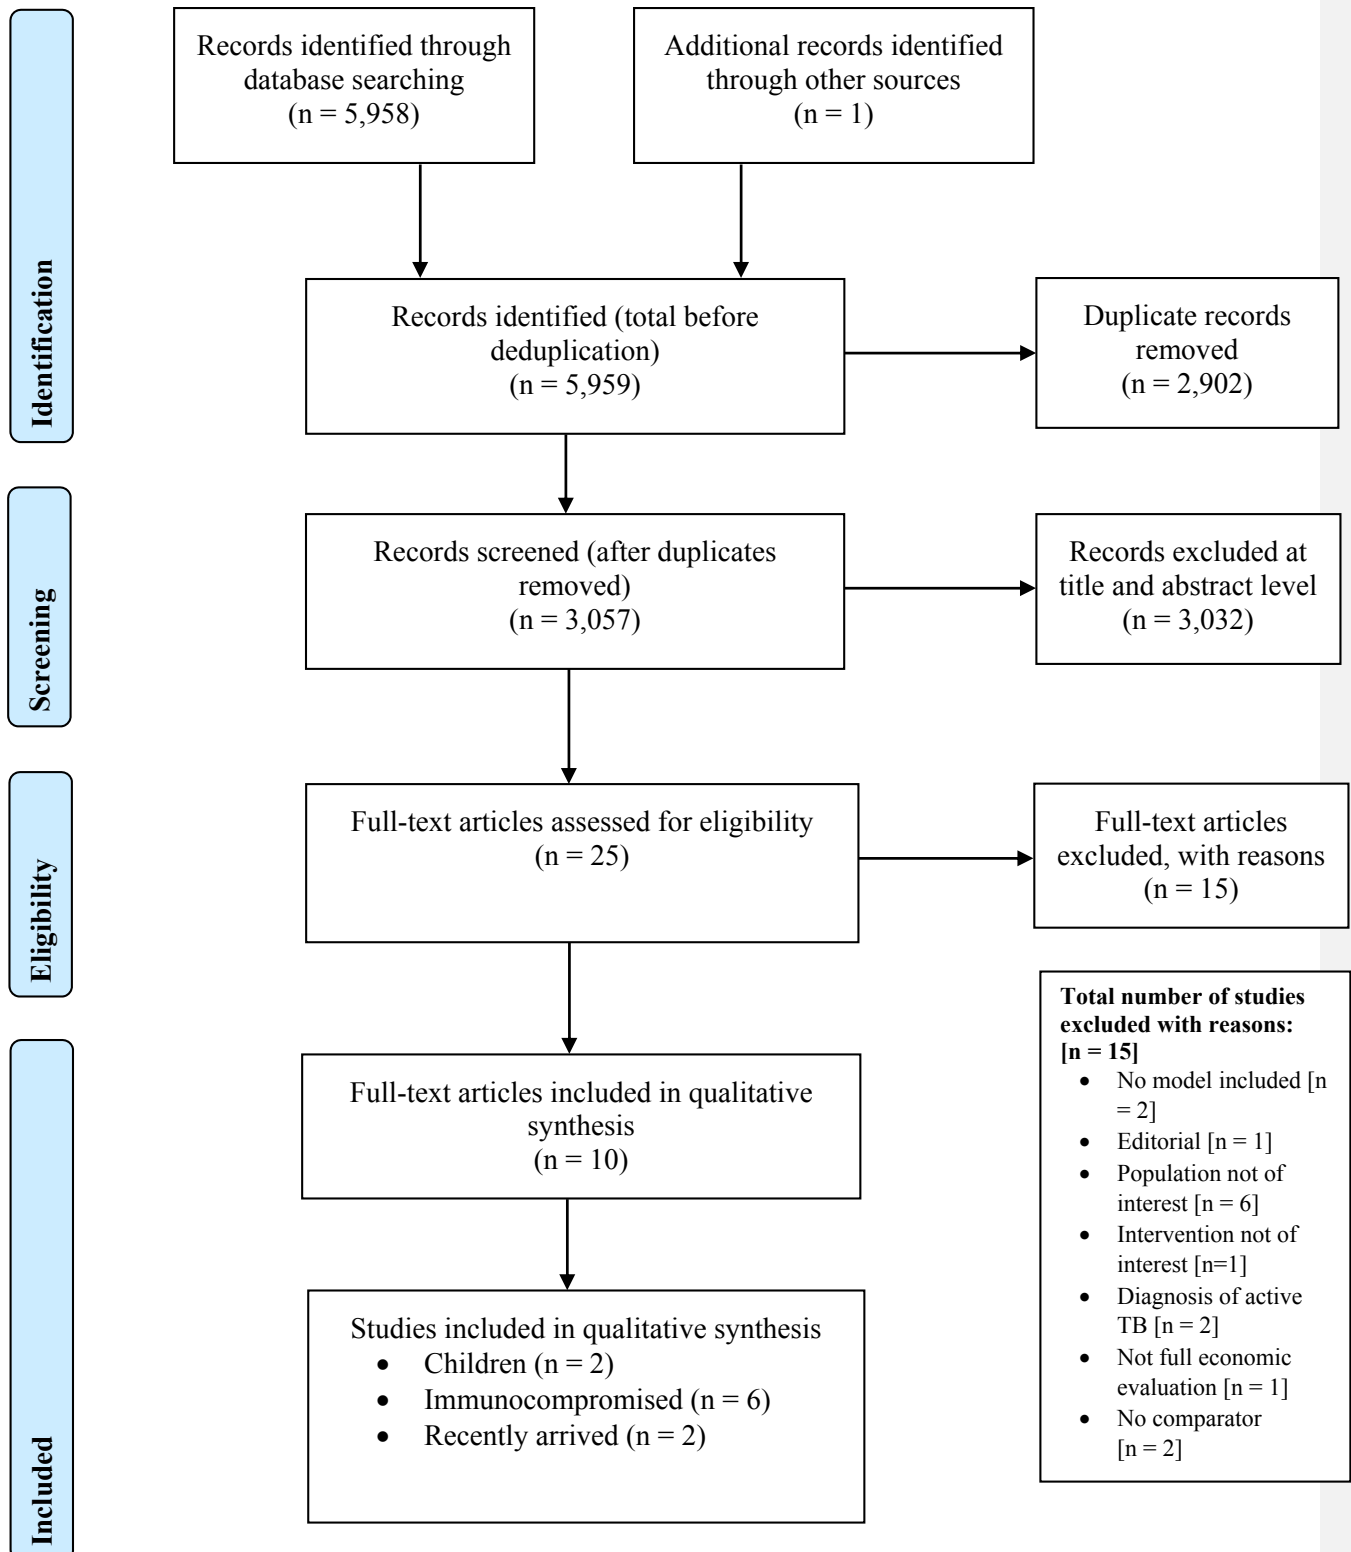 Identification
Records identified through
database searching
(n = 5,958)
Additional records identified
through other sources
(n = 1)
Records identified (total before
deduplication)
(n = 5,959)
Duplicate records
removed
(n = 2,902)
Screening
Records screened (after duplicates
removed)
(n = 3,057)
Records excluded at
title and abstract level
(n = 3,032)
Eligibility
Full-text articles assessed for eligibility
(n = 25)
Full-text articles
excluded, with reasons
(n = 15)
Total number of studies
excluded with reasons:
[n = 15]
• No model included [n
= 2]
• Editorial [n = 1]
• Population not of
interest [n = 6]
• Intervention not of
interest [n=1]
• Diagnosis of active
TB [n = 2]
• Not full economic
evaluation [n = 1]
• No comparator
[n = 2]
Included
Full-text articles included in qualitative
synthesis
(n = 10)
Studies included in qualitative synthesis
• Children (n = 2)
• Immunocompromised (n = 6)
• Recently arrived (n = 2)